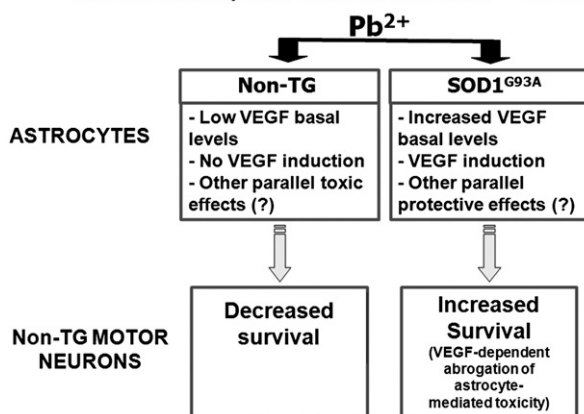 Pb²⁺
Non-TG
SOD1ᴳ⁹³ᴬ
ASTROCYTES
- Low VEGF basal
levels
- No VEGF induction
- Other parallel toxic
effects (?)
- Increased VEGF
basal levels
- VEGF induction
- Other parallel
protective effects (?)
Non-TG MOTOR
NEURONS
Decreased
survival
Increased
Survival
(VEGF-dependent
abrogation of
astrocyte-
mediated toxicity)